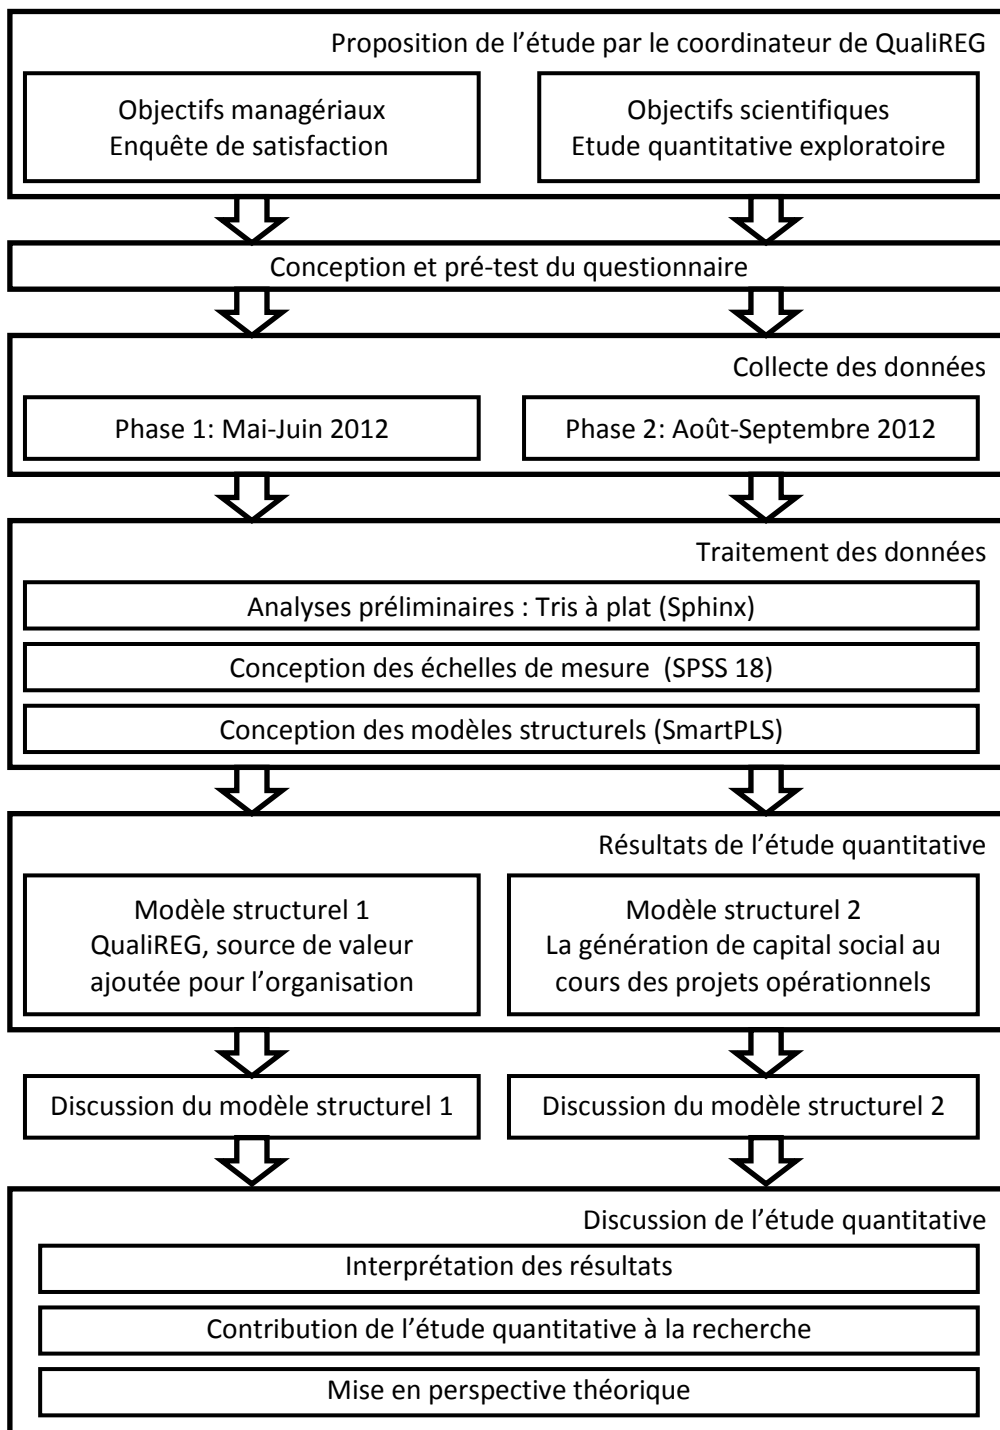 Proposition de l’étude par le coordinateur de QualiREG
Objectifs managériaux
Enquête de satisfaction
Objectifs scientifiques
Etude quantitative exploratoire
Conception et pré-test du questionnaire
Collecte des données
Phase 1: Mai-Juin 2012
Phase 2: Août-Septembre 2012
Traitement des données
Analyses préliminaires : Tris à plat (Sphinx)
Conception des échelles de mesure (SPSS 18)
Conception des modèles structurels (SmartPLS)
Résultats de l’étude quantitative
Modèle structurel 1
QualiREG, source de valeur
ajoutée pour l’organisation
Modèle structurel 2
La génération de capital social au
cours des projets opérationnels
Discussion du modèle structurel 1
Discussion du modèle structurel 2
Discussion de l’étude quantitative
Interprétation des résultats
Contribution de l’étude quantitative à la recherche
Mise en perspective théorique